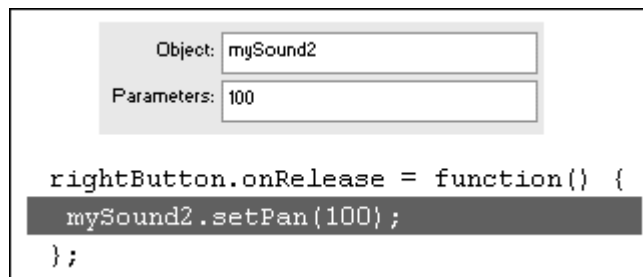 Object: mySound2
Parameters: 100
rightButton.onRelease = function() {
mySound2.setPan(100);
};